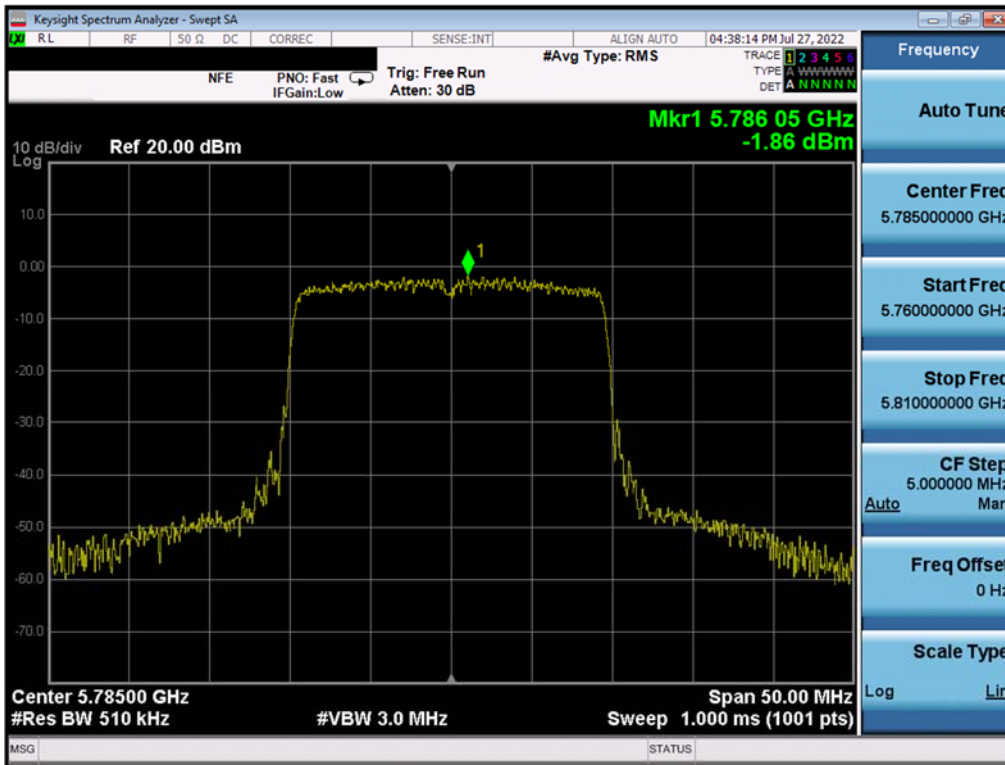 Keysight Spectrum Analyzer - Swept SA
LXI RL RF 50 Ω DC CORREC SENSE:INT ALIGN AUTO 04:38:14 PM Jul 27, 2022
#Avg Type: RMS TRACE 1 2 3 4 5 6
NFE PNO: Fast Trig: Free Run TYPE A WWWWW
IFGain:Low Atten: 30 dB DET A N N N N N
Mkr1 5.786 05 GHz
10 dB/div Ref 20.00 dBm -1.86 dBm
Log
1
10.0
0.00
-10.0
-20.0
-30.0
-40.0
-50.0
-60.0
-70.0
Center 5.78500 GHz Span 50.00 MHz
#Res BW 510 kHz #VBW 3.0 MHz Sweep 1.000 ms (1001 pts)
MSG STATUS
Frequency
Auto Tune
Center Freq
5.785000000 GHz
Start Freq
5.760000000 GHz
Stop Freq
5.810000000 GHz
CF Step
5.000000 MHz
Auto Man
Freq Offset
0 Hz
Scale Type
Log Lin